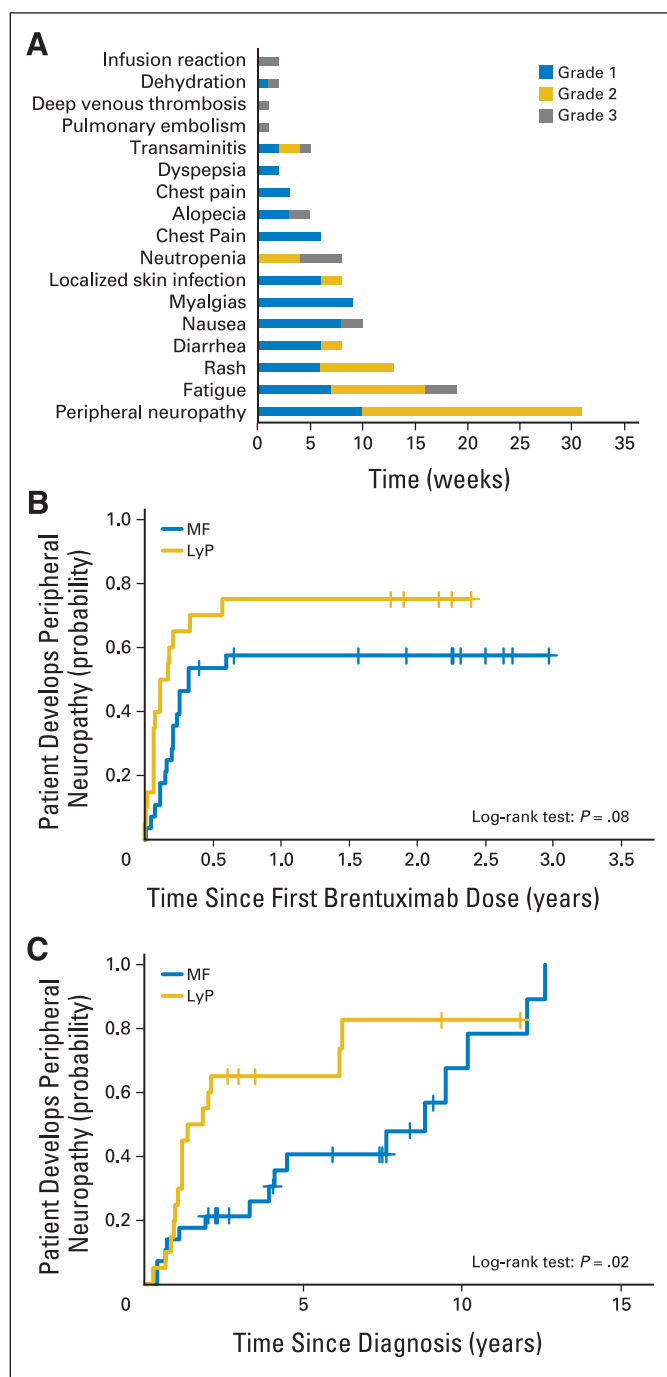 A
Infusion reaction
Dehydration
Deep venous thrombosis
Pulmonary embolism
Transaminitis
Dyspepsia
Chest pain
Alopecia
Chest Pain
Neutropenia
Localized skin infection
Myalgias
Nausea
Diarrhea
Rash
Fatigue
Peripheral neuropathy
Grade 1
Grade 2
Grade 3
0 5 10 15 20 25 30 35
Time (weeks)
B
MF
LyP
Patient Develops Peripheral
Neuropathy (probability)
1.0
0.8
0.6
0.4
0.2
Log-rank test: P = .08
0 0.5 1.0 1.5 2.0 2.5 3.0 3.5
Time Since First Brentuximab Dose (years)
C
MF
LyP
Patient Develops Peripheral
Neuropathy (probability)
1.0
0.8
0.6
0.4
0.2
Log-rank test: P = .02
0 5 10 15
Time Since Diagnosis (years)